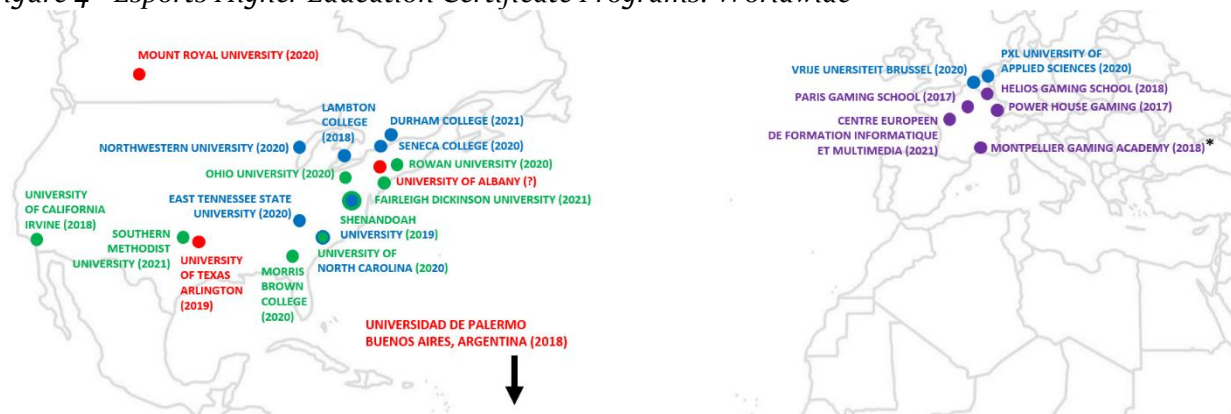 Figure 4 Esports Higher Education Certificate Programs: Worldwide
MOUNT ROYAL UNIVERSITY (2020)
LAMBTON
COLLEGE
(2018)
DURHAM COLLEGE (2021)
NORTHWESTERN UNIVERSITY (2020)
SENECA COLLEGE (2020)
OHIO UNIVERSITY (2020)
ROWAN UNIVERSITY (2020)
UNIVERSITY OF ALBANY (?)
EAST TENNESSEE STATE
UNIVERSITY (2020)
FAIRLEIGH DICKINSON UNIVERSITY (2021)
UNIVERSITY
OF CALIFORNIA
IRVINE (2018)
SHENANDOAH
UNIVERSITY (2019)
SOUTHERN
METHODIST
UNIVERSITY (2021)
UNIVERSITY
OF TEXAS
ARLINGTON
(2019)
UNIVERSITY OF
NORTH CAROLINA (2020)
MORRIS
BROWN
COLLEGE
(2020)
UNIVERSIDAD DE PALERMO
BUENOS AIRES, ARGENTINA (2018)
VRIJE UNERSITEIT BRUSSEL (2020)
PXL UNIVERSITY OF
APPLIED SCIENCES (2020)
PARIS GAMING SCHOOL (2017)
HELIOS GAMING SCHOOL (2018)
POWER HOUSE GAMING (2017)
CENTRE EUROPEEN
DE FORMATION INFORMATIQUE
ET MULTIMEDIA (2021)
MONTPELLIER GAMING ACADEMY (2018)*